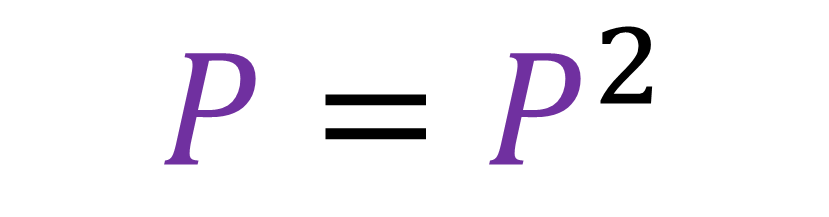 P = P²